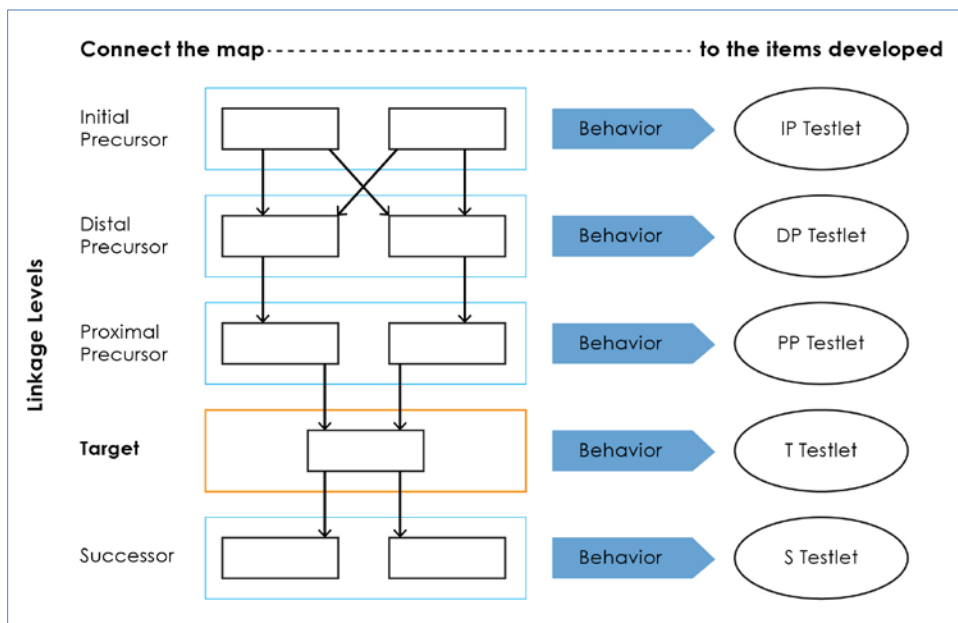 Connect the map to the items developed
Linkage Levels
Initial
Precursor
Behavior
IP Testlet
Distal
Precursor
Behavior
DP Testlet
Proximal
Precursor
Behavior
PP Testlet
Target
Behavior
T Testlet
Successor
Behavior
S Testlet